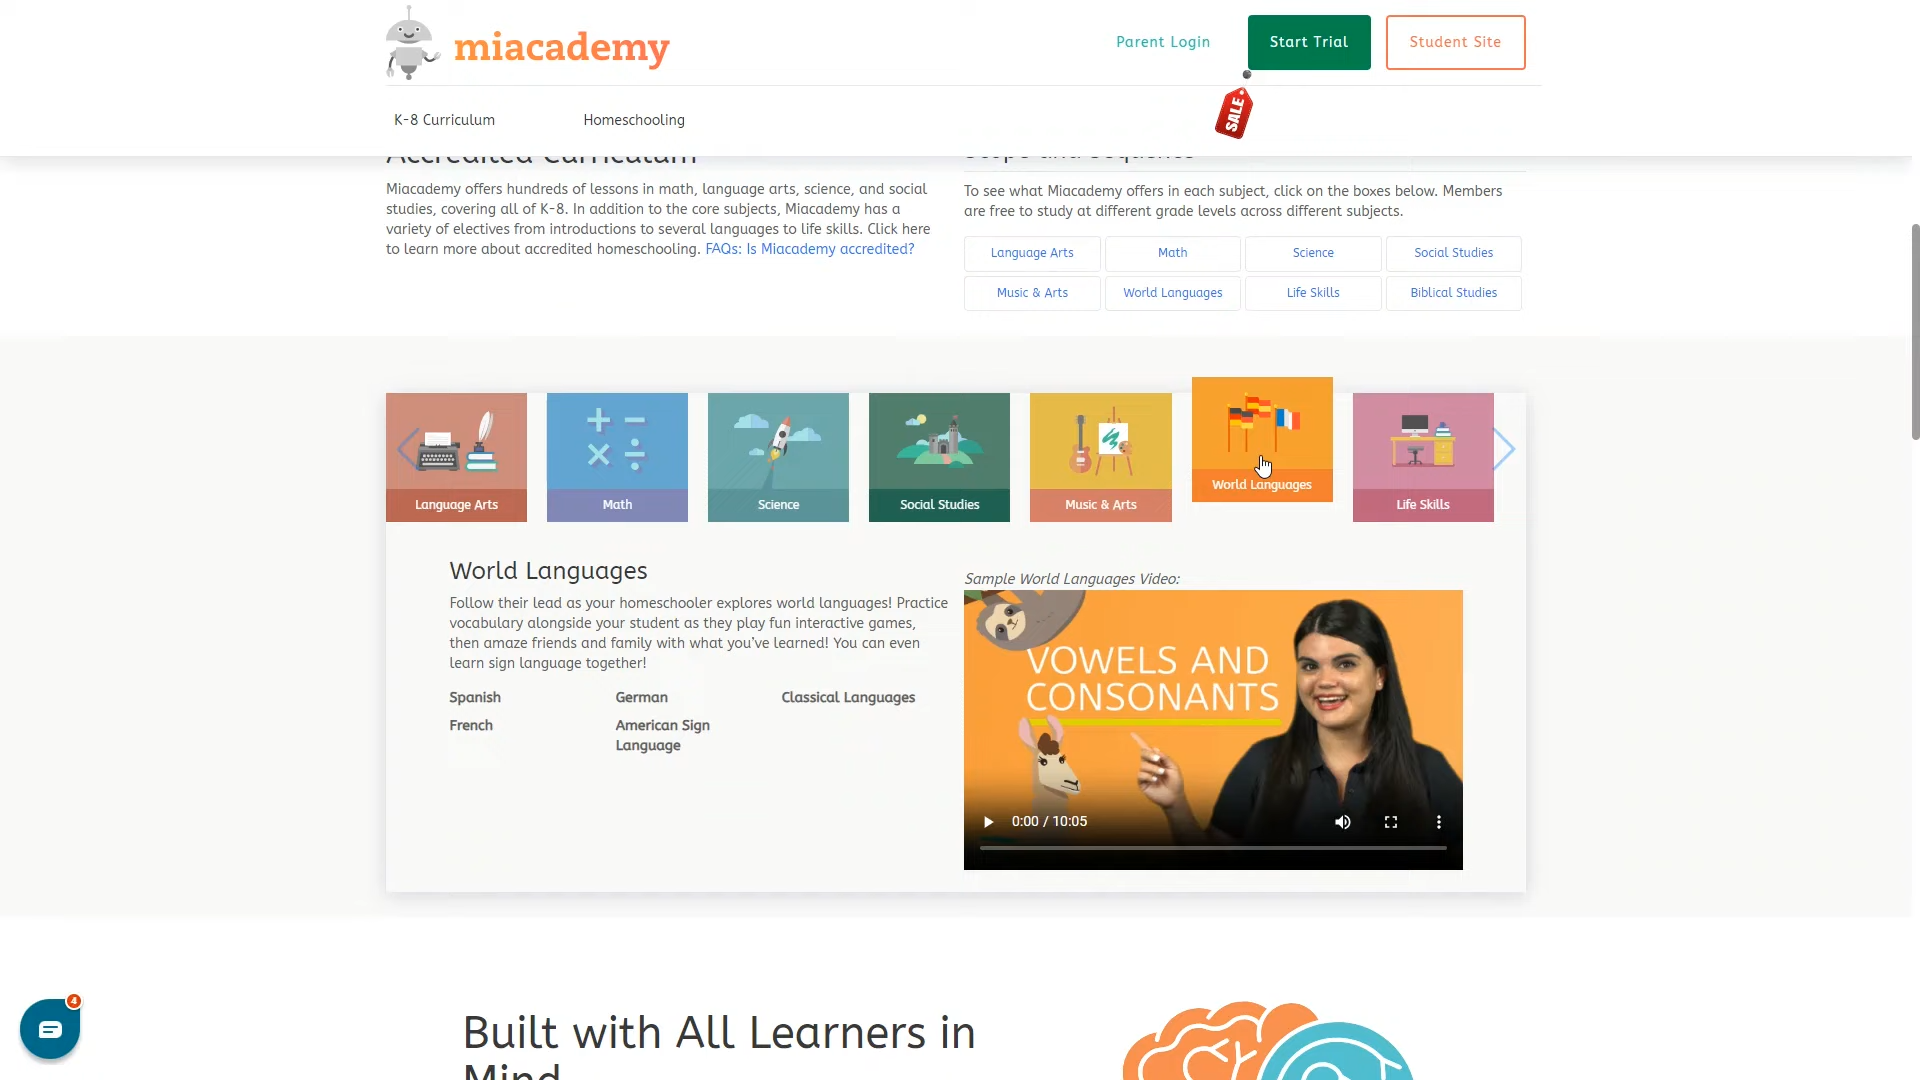 miacademy
Parent Login
Start Trial
Student Site
SALE
K-8 Curriculum
Homeschooling
Accredited Curriculum
Scope and Sequence
Miacademy offers hundreds of lessons in math, language arts, science, and social
studies, covering all of K-8. In addition to the core subjects, Miacademy has a
variety of electives from introductions to several languages to life skills. Click here
to learn more about accredited homeschooling. FAQs: Is Miacademy accredited?
To see what Miacademy offers in each subject, click on the boxes below. Members
are free to study at different grade levels across different subjects.
Language Arts
Math
Science
Social Studies
Music & Arts
World Languages
Life Skills
Biblical Studies
Language Arts
Math
Science
Social Studies
Music & Arts
World Languages
Life Skills
World Languages
Follow their lead as your homeschooler explores world languages! Practice
vocabulary alongside your student as they play fun interactive games,
then amaze friends and family with what you've learned! You can even
learn sign language together!
Spanish
German
Classical Languages
French
American Sign
Language
Sample World Languages Video:
VOWELS AND
CONSONANTS
0:00 / 10:05
4
Built with All Learners in
Mind